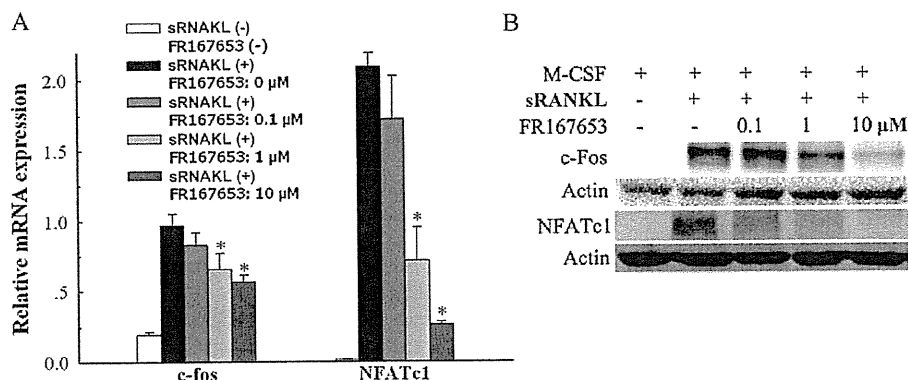 A
sRNAKL (-)
FR167653 (-)
sRNAKL (+)
FR167653: 0 µM
sRNAKL (+)
FR167653: 0.1 µM
sRNAKL (+)
FR167653: 1 µM
sRNAKL (+)
FR167653: 10 µM
Relative mRNA expression
2.0
1.5
1.0
.5
0.0
* * * *
c-fos NFATc1
B
M-CSF + + + + +
sRANKL - + + + +
FR167653 - - 0.1 1 10 µM
c-Fos
Actin
NFATc1
Actin